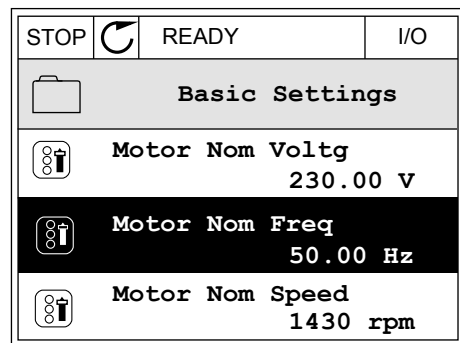 STOP READY I/O
Basic Settings
Motor Nom Voltg
230.00 V
Motor Nom Freq
50.00 Hz
Motor Nom Speed
1430 rpm